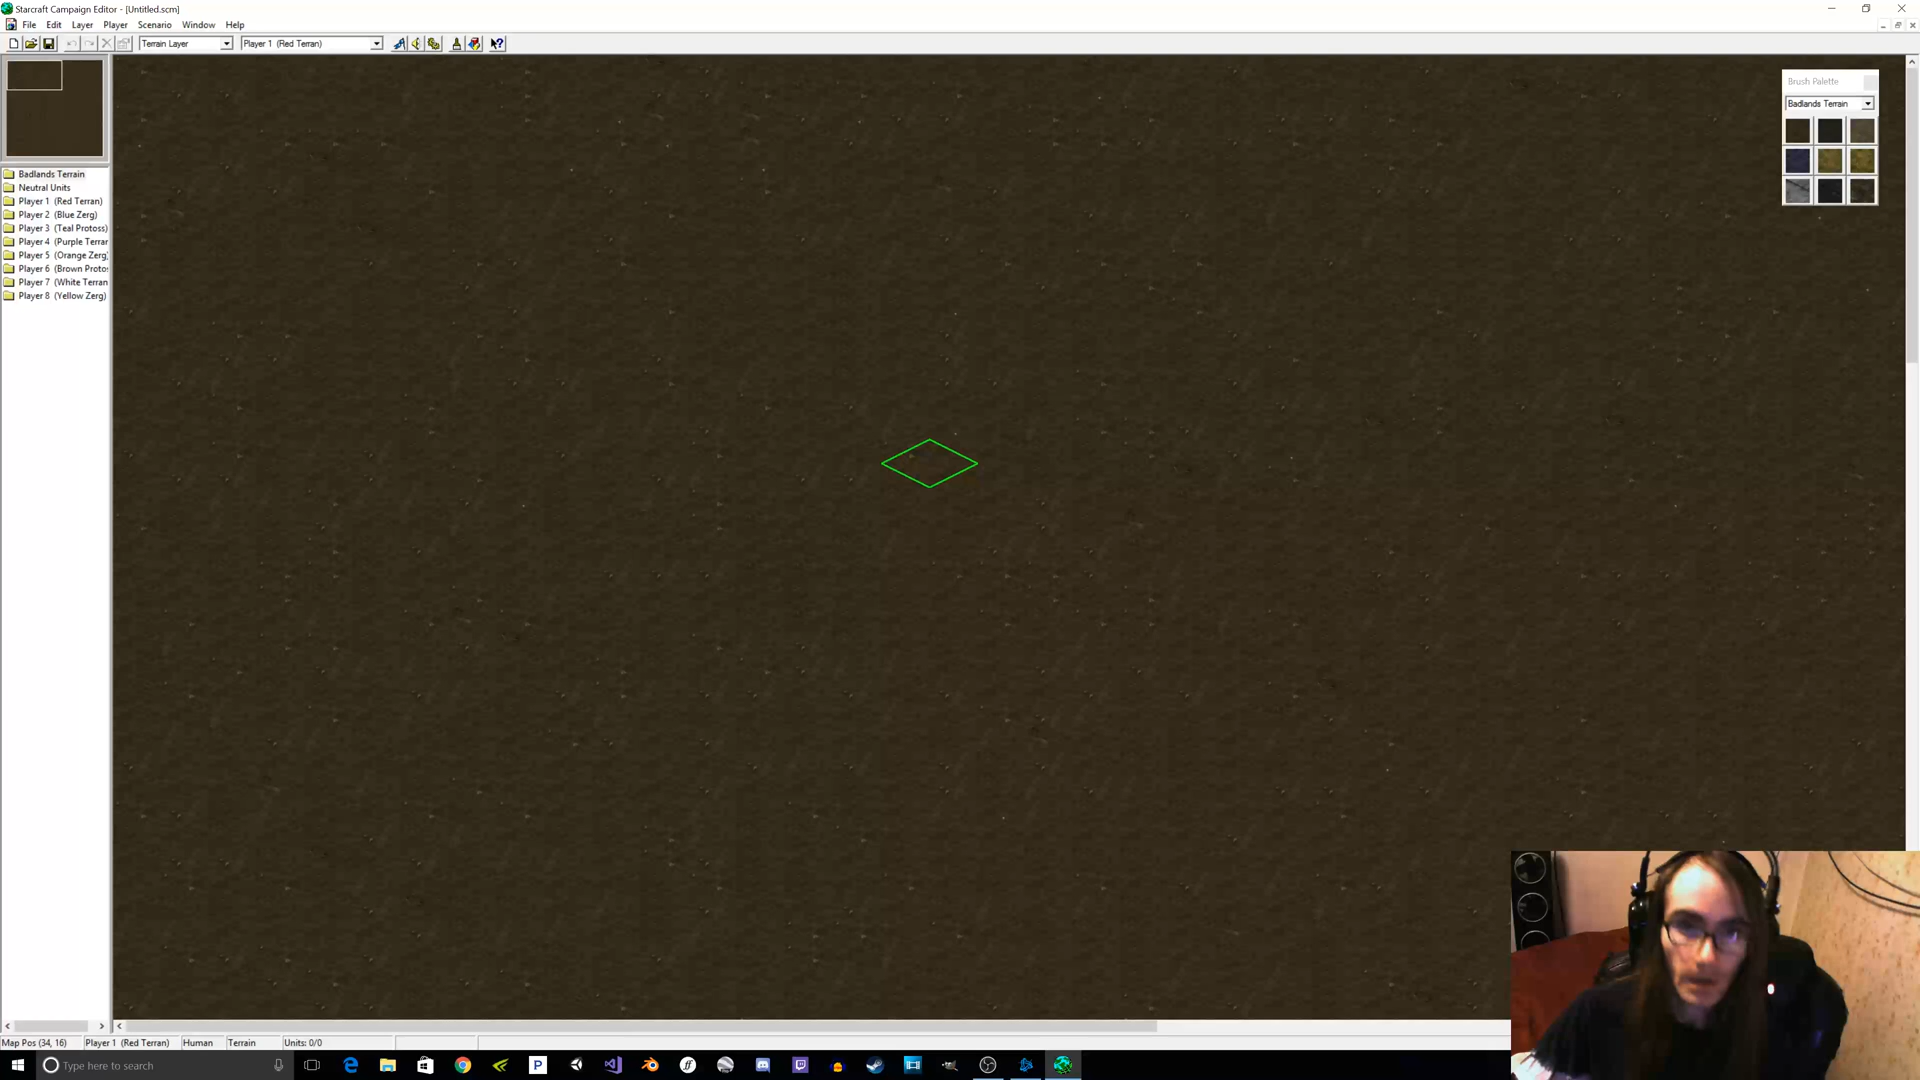 Starcraft Campaign Editor - [Untitled.scm]
File Edit Layer Player Scenario Window Help
Terrain Layer Player 1 (Red Terran)
Brush Palette
Badlands Terrain
Badlands Terrain
Neutral Units
Player 1 (Red Terran)
Player 2 (Blue Zerg)
Player 3 (Teal Protoss)
Player 4 (Purple Terran
Player 5 (Orange Zerg)
Player 6 (Brown Protos
Player 7 (White Terran
Player 8 (Yellow Zerg)
Map Pos (34, 16) Player 1 (Red Terran) Human Terrain Units: 0/0
Type here to search